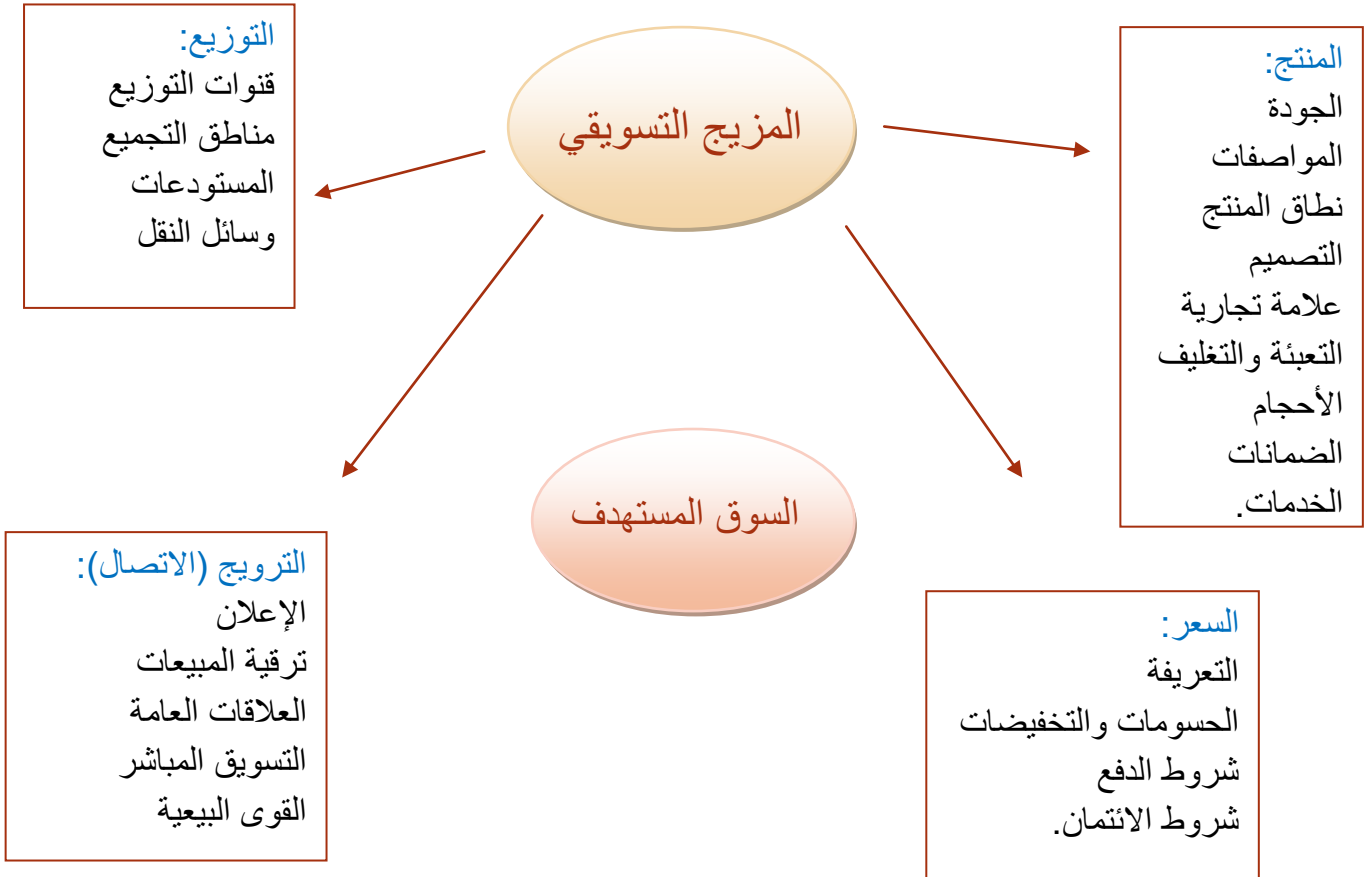 المزيج التسويقي
المنتج:
الجودة
المواصفات
نطاق المنتج
التصميم
علامة تجارية
التعبئة والتغليف
الأحجام
الضمانات
الخدمات.
التوزيع:
قنوات التوزيع
مناطق التجميع
المستودعات
وسائل النقل
السوق المستهدف
السعر:
التعريفة
الحسومات والتخفيضات
شروط الدفع
شروط الائتمان.
الترويج (الاتصال):
الإعلان
ترقية المبيعات
العلاقات العامة
التسويق المباشر
القوى البيعية